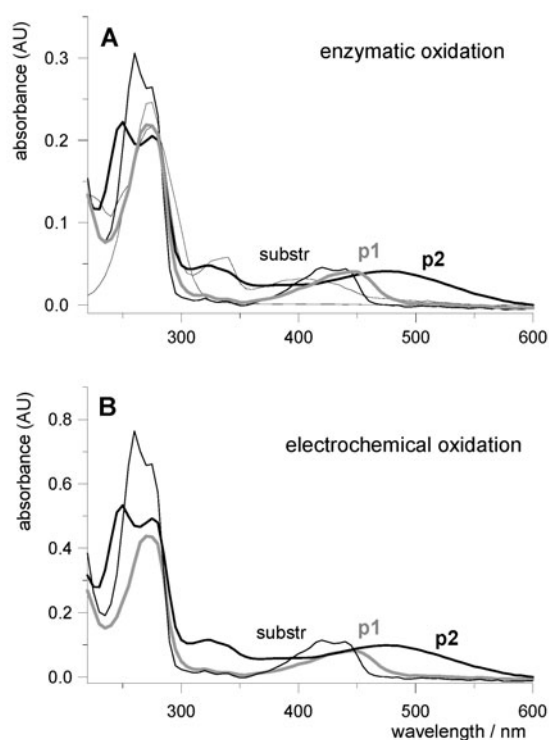 A
enzymatic oxidation
absorbance (AU)
0.3
0.2
0.1
0.0
substr
p1
p2
300
400
500
600
B
electrochemical oxidation
absorbance (AU)
0.8
0.6
0.4
0.2
0.0
substr
p1
p2
300
400
500
600
wavelength / nm